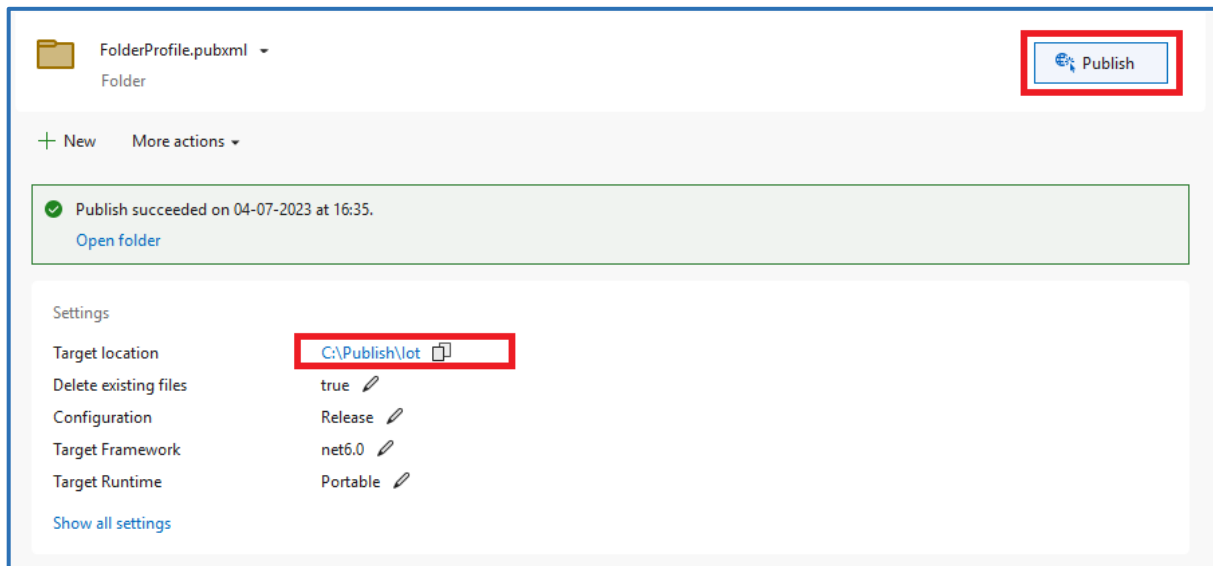 FolderProfile.pubxml
Folder
Publish
New
More actions
Publish succeeded on 04-07-2023 at 16:35.
Open folder
Settings
Target location C:\Publish\Iot
Delete existing files true
Configuration Release
Target Framework net6.0
Target Runtime Portable
Show all settings